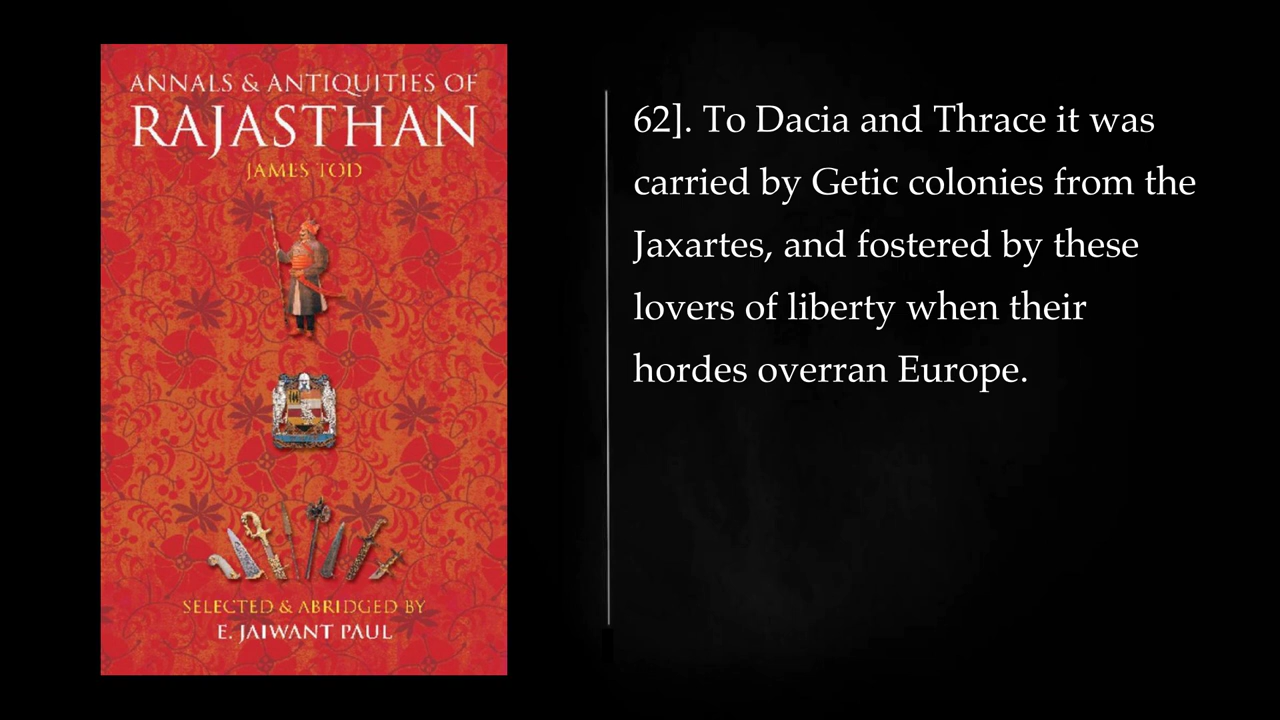 ANNALS & ANTIQUITIES OF
RAJASTHAN
JAMES TOD
SELECTED & ABRIDGED BY
E. JAIWANT PAUL
62]. To Dacia and Thrace it was
carried by Getic colonies from the
Jaxartes, and fostered by these
lovers of liberty when their
hordes overran Europe.